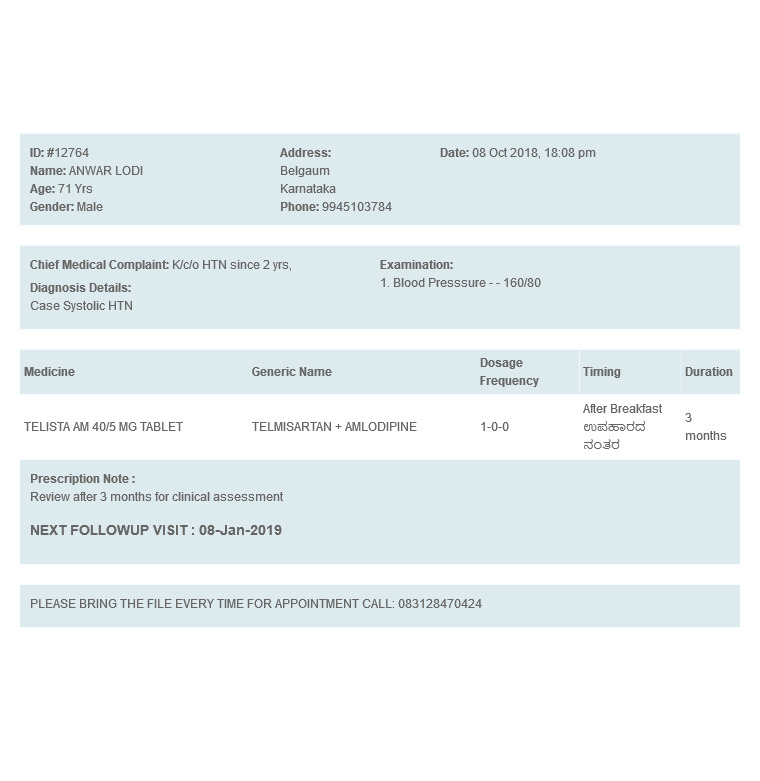 ID: #12764
Name: ANWAR LODI
Age: 71 Yrs
Gender: Male
Address:
Belgaum
Karnataka
Phone: 9945103784
Date: 08 Oct 2018, 18:08 pm
Chief Medical Complaint: K/c/o HTN since 2 yrs,
Diagnosis Details:
Case Systolic HTN
Examination:
1. Blood Presssure - - 160/80
Medicine
Generic Name
Dosage
Frequency
Timing
Duration
TELISTA AM 40/5 MG TABLET
TELMISARTAN + AMLODIPINE
1-0-0
After Breakfast
ಉಪಹಾರದ
ನಂತರ
3
months
Prescription Note :
Review after 3 months for clinical assessment
NEXT FOLLOWUP VISIT : 08-Jan-2019
PLEASE BRING THE FILE EVERY TIME FOR APPOINTMENT CALL: 083128470424